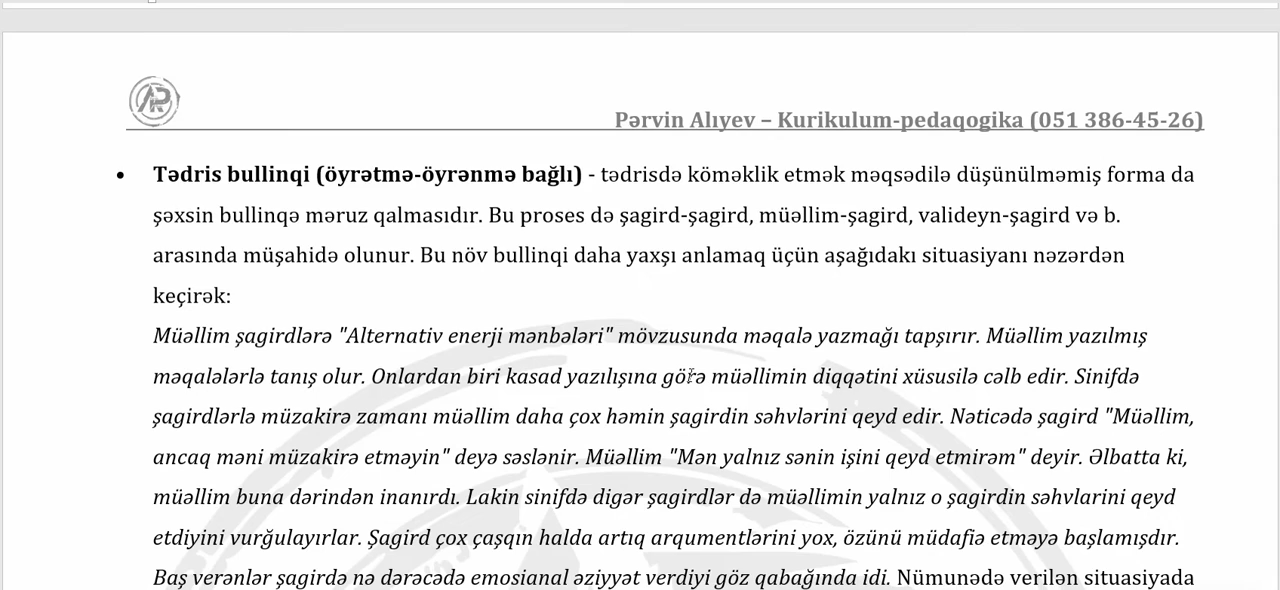 Pərvin Alıyev – Kurikulum-pedaqogika (051 386-45-26)
• Tədris bullinqi (öyrətmə-öyrənmə bağlı) - tədrisdə köməklik etmək məqsədilə düşünülməmiş forma da
şəxsin bullinqə məruz qalmasıdır. Bu proses də şagird-şagird, müəllim-şagird, valideyn-şagird və b.
arasında müşahidə olunur. Bu növ bullinqi daha yaxşı anlamaq üçün aşağıdakı situasiyanı nəzərdən
keçirək:
Müəllim şagirdlərə "Alternativ enerji mənbələri" mövzusunda məqalə yazmağı tapşırır. Müəllim yazılmış
məqalələrlə tanış olur. Onlardan biri kasad yazılışına görə müəllimin diqqətini xüsusilə cəlb edir. Sinifdə
şagirdlərlə müzakirə zamanı müəllim daha çox həmin şagirdin səhvlərini qeyd edir. Nəticədə şagird "Müəllim,
ancaq məni müzakirə etməyin" deyə səslənir. Müəllim "Mən yalnız sənin işini qeyd etmirəm" deyir. Əlbatta ki,
müəllim buna dərindən inanırdı. Lakin sinifdə digər şagirdlər də müəllimin yalnız o şagirdin səhvlarini qeyd
etdiyini vurğulayırlar. Şagird çox çaşqın halda artıq arqumentlərini yox, özünü müdafiə etməyə başlamışdır.
Baş verənlər şagirdə nə dərəcədə emosianal əziyyət verdiyi göz qabağında idi. Nümunədə verilən situasiyada